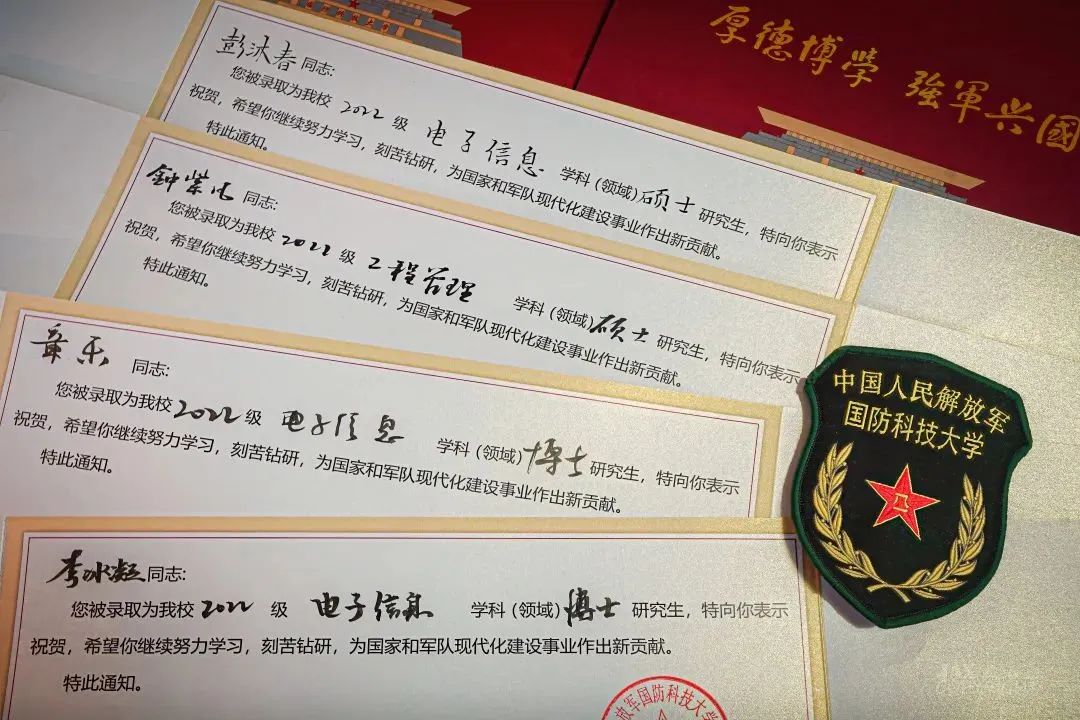 厚德博學 強軍興國
彭沐春同志:
您被录取为我校 2022 级 电子信息 学科(领域)硕士研究生，特向你表示
祝贺，希望你继续努力学习，刻苦钻研，为国家和军队现代化建设事业作出新贡献。
特此通知。
同志:
您被录取为我校 2022 级 工程管理 学科(领域)硕士研究生，特向你表示
祝贺，希望你继续努力学习，刻苦钻研，为国家和军队现代化建设事业作出新贡献。
特此通知。
章乐 同志:
您被录取为我校 2022 级 电子信息 学科(领域)博士研究生，特向你表示
祝贺，希望你继续努力学习，刻苦钻研，为国家和军队现代化建设事业作出新贡献。
特此通知。
李冰凝同志:
您被录取为我校 2022 级 电子信息 学科(领域)博士 研究生，特向你表示
祝贺，希望你继续努力学习，刻苦钻研，为国家和军队现代化建设事业作出新贡献。
特此通知。
放军国防科技大学
中国人民解放军
国防科技大学